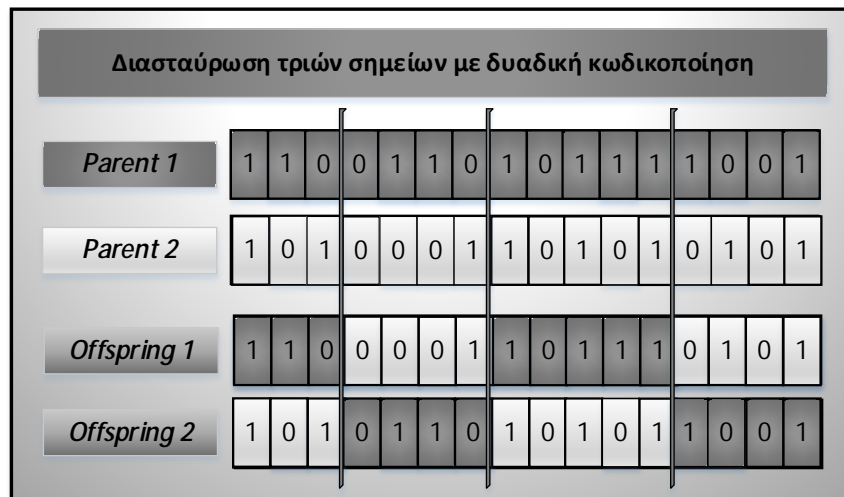 Διασταύρωση τριών σημείων με δυαδική κωδικοποίηση
Parent 1 1 1 0 0 1 1 0 1 0 1 1 1 1 0 0 1
Parent 2 1 0 1 0 0 0 1 1 0 1 0 1 0 1 0 1
Offspring 1 1 1 0 0 0 0 1 1 0 1 1 1 0 1 0 1
Offspring 2 1 0 1 0 1 1 0 1 0 1 0 1 1 0 0 1